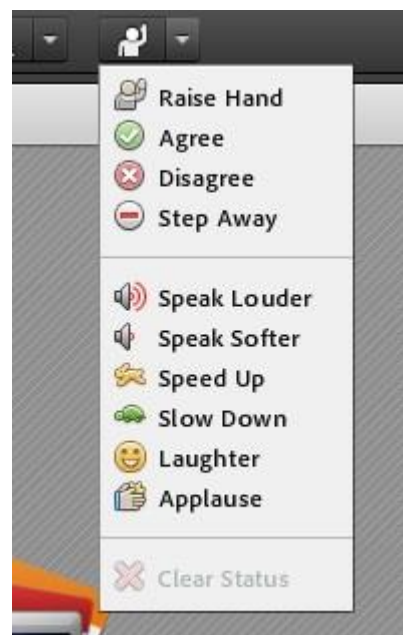 Raise Hand
Agree
Disagree
Step Away
Speak Louder
Speak Softer
Speed Up
Slow Down
Laughter
Applause
Clear Status